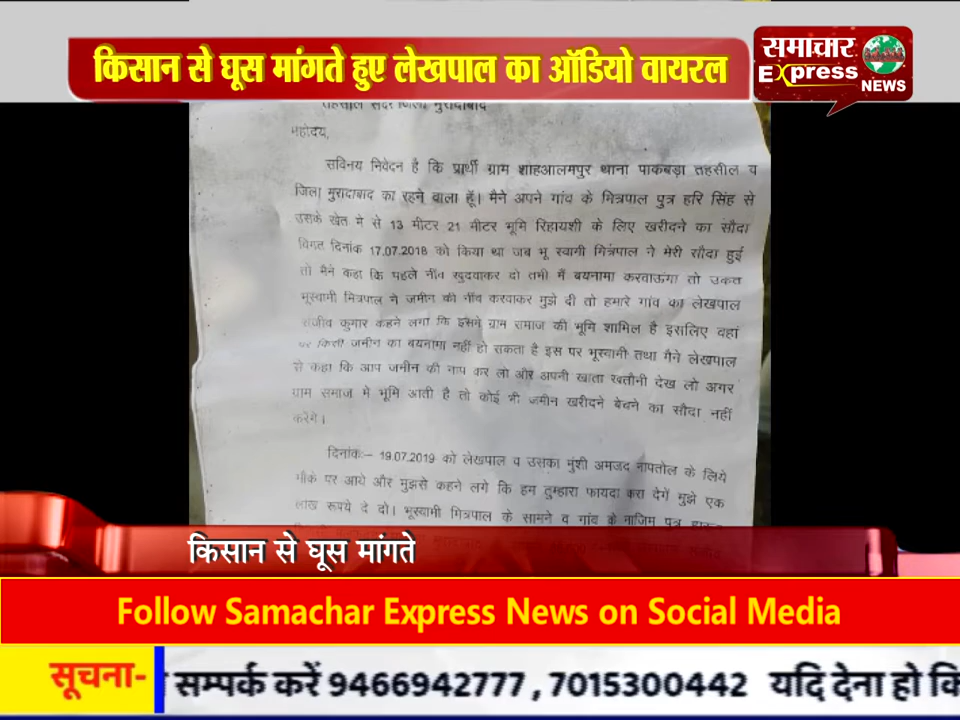 किसान से घूस मांगते हुए लेखपाल का ऑडियो वायरल
समाचार
Express
NEWS
तहसील सदर जिला मुरादाबाद
महोदय,
सविनय निवेदन है कि प्रार्थी ग्राम शाहआलमपुर थाना पाकबड़ा तहसील व
जिला मुरादाबाद का रहने वाला हूँ। मैने अपने गांव के मित्रपाल पुत्र हरि सिंह से
उसके खेत मे से 13 मीटर 21 मीटर भूमि रिहायशी के लिए खरीदने का सौदा
विगत दिनांक 17.07.2018 को किया था जब भू स्वामी मित्रपाल ने मेरी सौदा हुई
तो मैने कहा कि पहले नींव खुदवाकर दो तभी मैं बयनामा करवाऊंगा तो उक्त
भूस्वामी मित्रपाल ने जमीन की नींव करवाकर मुझे दी तो हमारे गांव का लेखपाल
संजीव कुमार कहने लगा कि इसमे ग्राम समाज की भूमि शामिल है इसलिए वहां
पर किसी जमीन का बयनामा नहीं हो सकता है इस पर भूस्वामी तथा मैने लेखपाल
से कहा कि आप जमीन की नाप कर लो और अपनी खाता खतौनी देख लो अगर
ग्राम समाज मे भूमि आती है तो कोई भी जमीन खरीदने बेचने का सौदा नहीं
करेंगे।
दिनांकः– 19.07.2019 को लेखपाल व उसका मुंशी अमजद नापतोल के लिये
मौके पर आये और मुझसे कहने लगे कि हम तुम्हारा फायदा करा देगें मुझे एक
लाख रूपये दे दो। भूस्वामी मित्रपाल के सामने व गांव के नाजिम पुत्र
किसान से घूस मांगते
Follow Samachar Express News on Social Media
सूचना- सम्पर्क करें 9466942777 , 7015300442 यदि देना हो कि